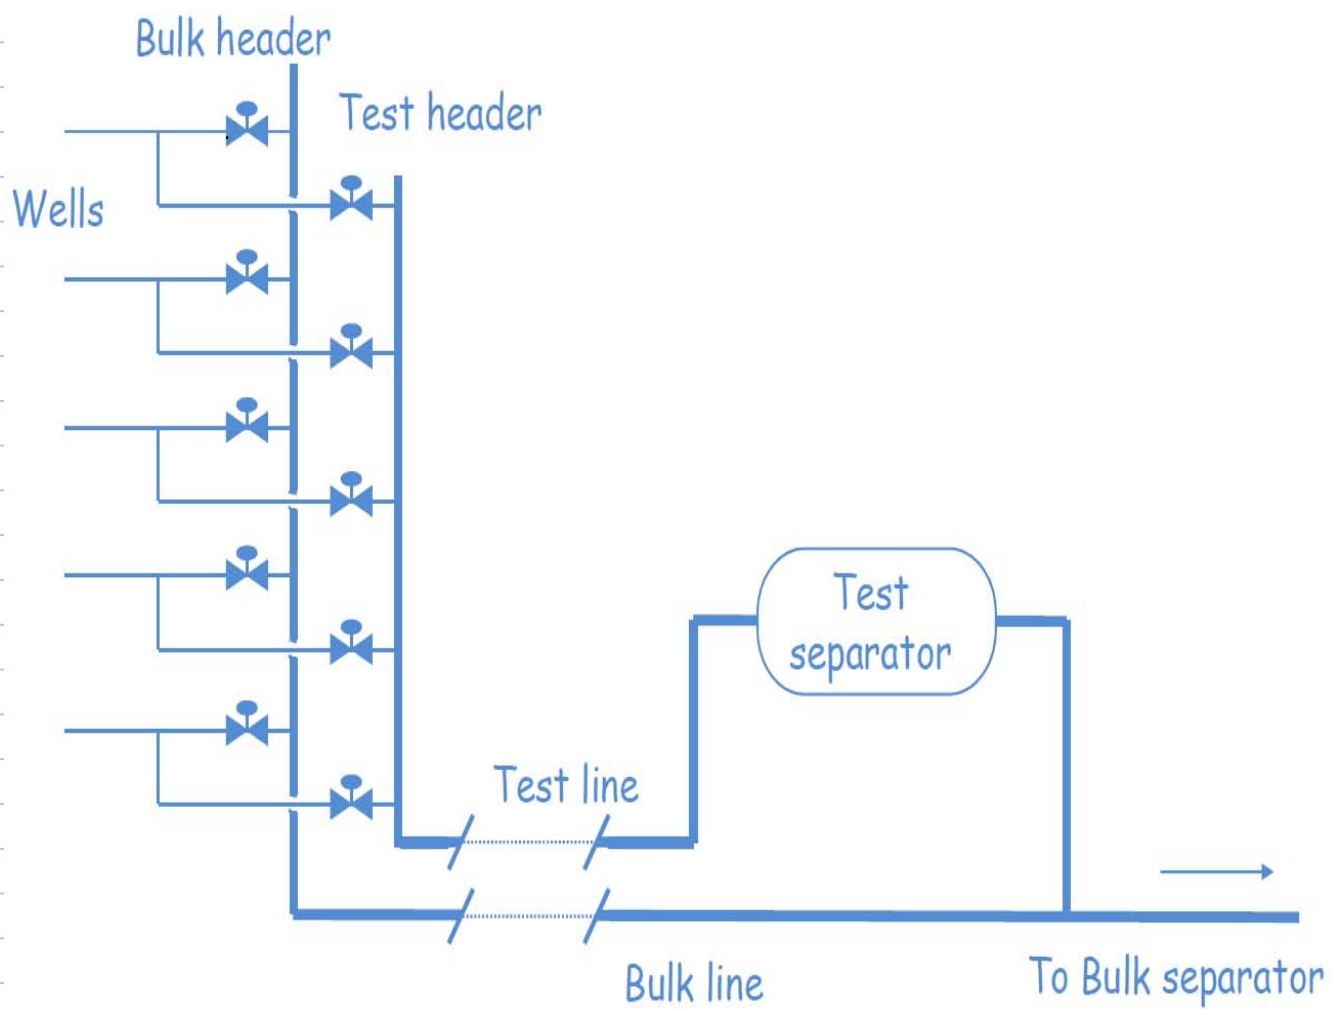 Bulk header
Test header
Wells
Test
separator
Test line
Bulk line
To Bulk separator